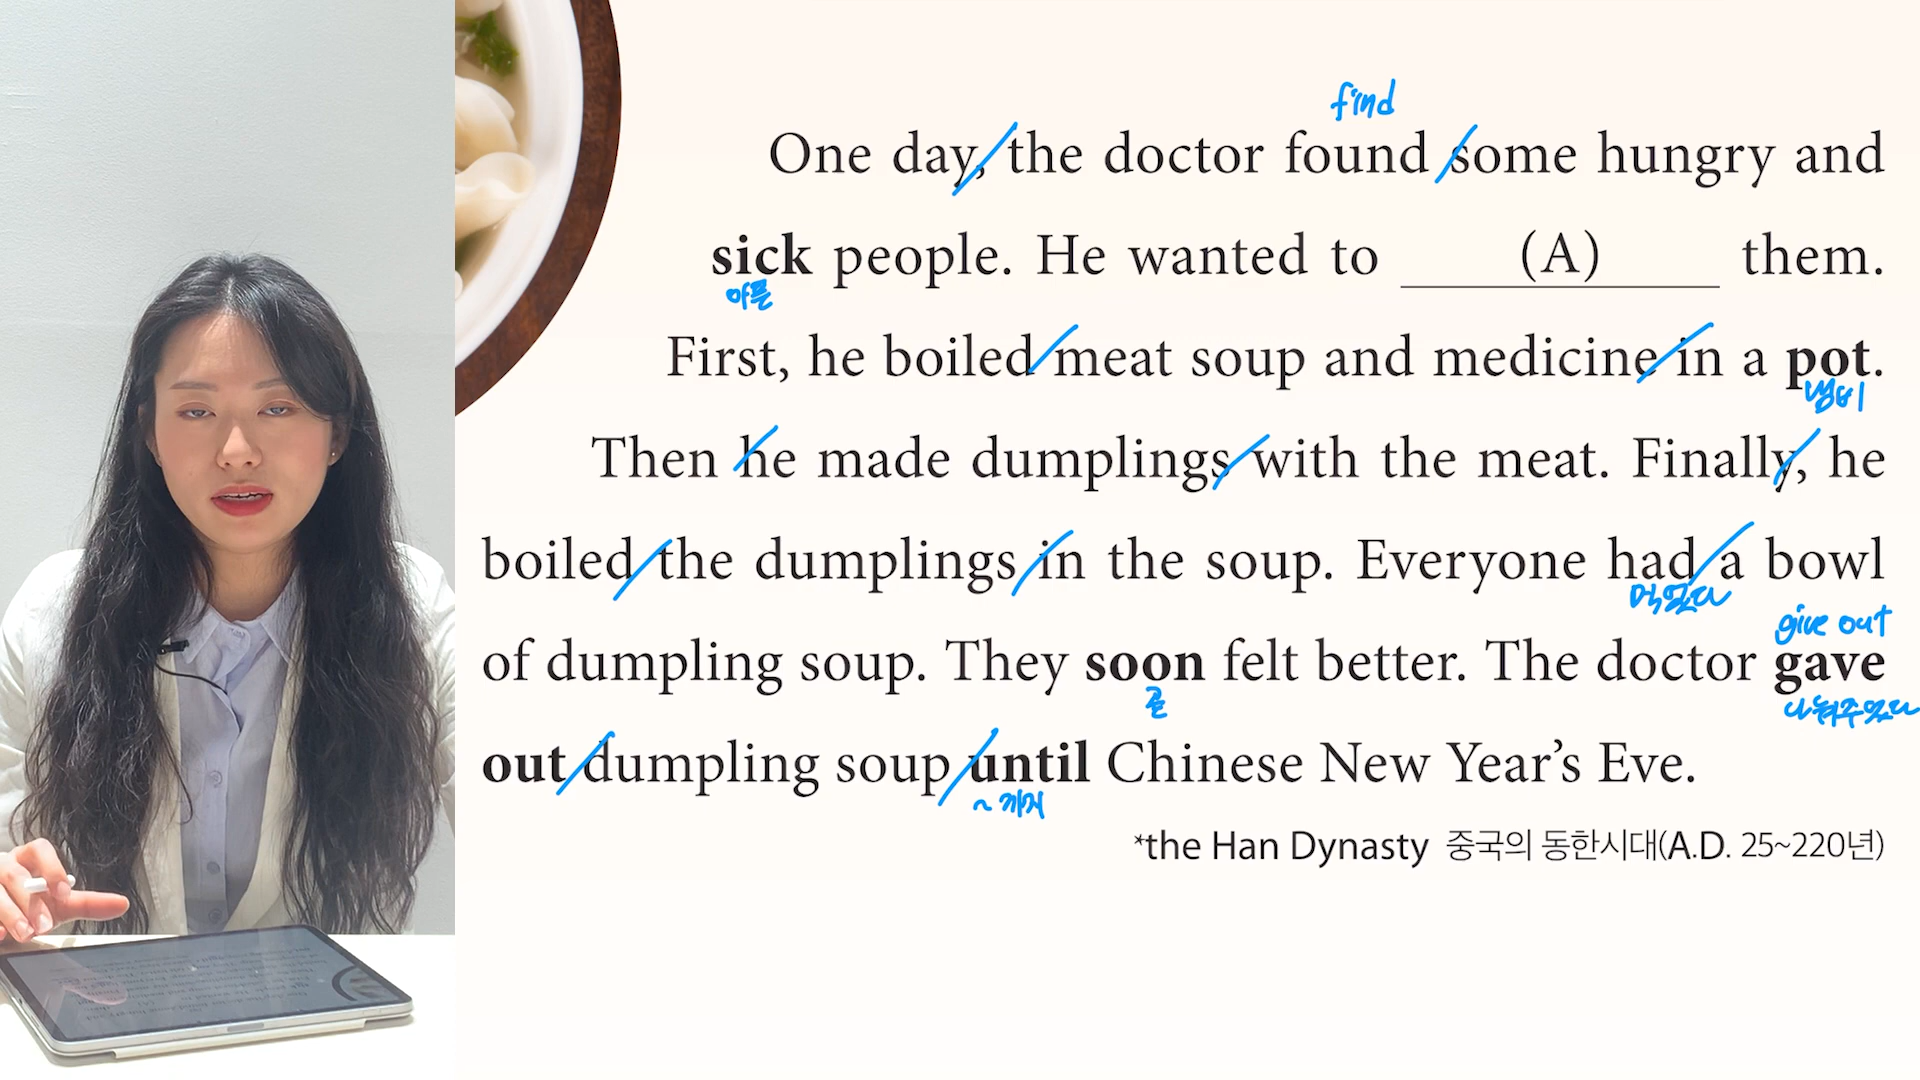 find
One day, the doctor found some hungry and
sick people. He wanted to (A) them.
아픈
First, he boiled meat soup and medicine in a pot.
냄비
Then he made dumplings with the meat. Finally, he
boiled the dumplings in the soup. Everyone had a bowl
먹었다
give out
of dumpling soup. They soon felt better. The doctor gave
곧
나눠주었다
out dumpling soup until Chinese New Year’s Eve.
~까지
*the Han Dynasty 중국의 동한시대(A.D. 25~220년)